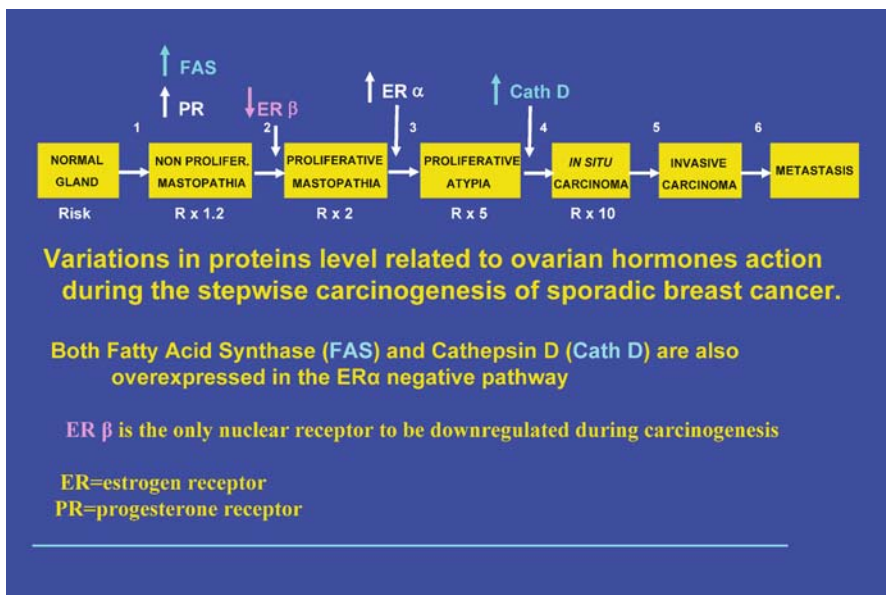 ↑ FAS
↑ PR
↓ ER β
↑ ER α
↑ Cath D
1 2 3 4 5 6
NORMAL GLAND
NON PROLIFER. MASTOPATHIA
PROLIFERATIVE MASTOPATHIA
PROLIFERATIVE ATYPIA
IN SITU CARCINOMA
INVASIVE CARCINOMA
METASTASIS
Risk R x 1.2 R x 2 R x 5 R x 10
Variations in proteins level related to ovarian hormones action
during the stepwise carcinogenesis of sporadic breast cancer.
Both Fatty Acid Synthase (FAS) and Cathepsin D (Cath D) are also
overexpressed in the ERα negative pathway
ER β is the only nuclear receptor to be downregulated during carcinogenesis
ER=estrogen receptor
PR=progesterone receptor